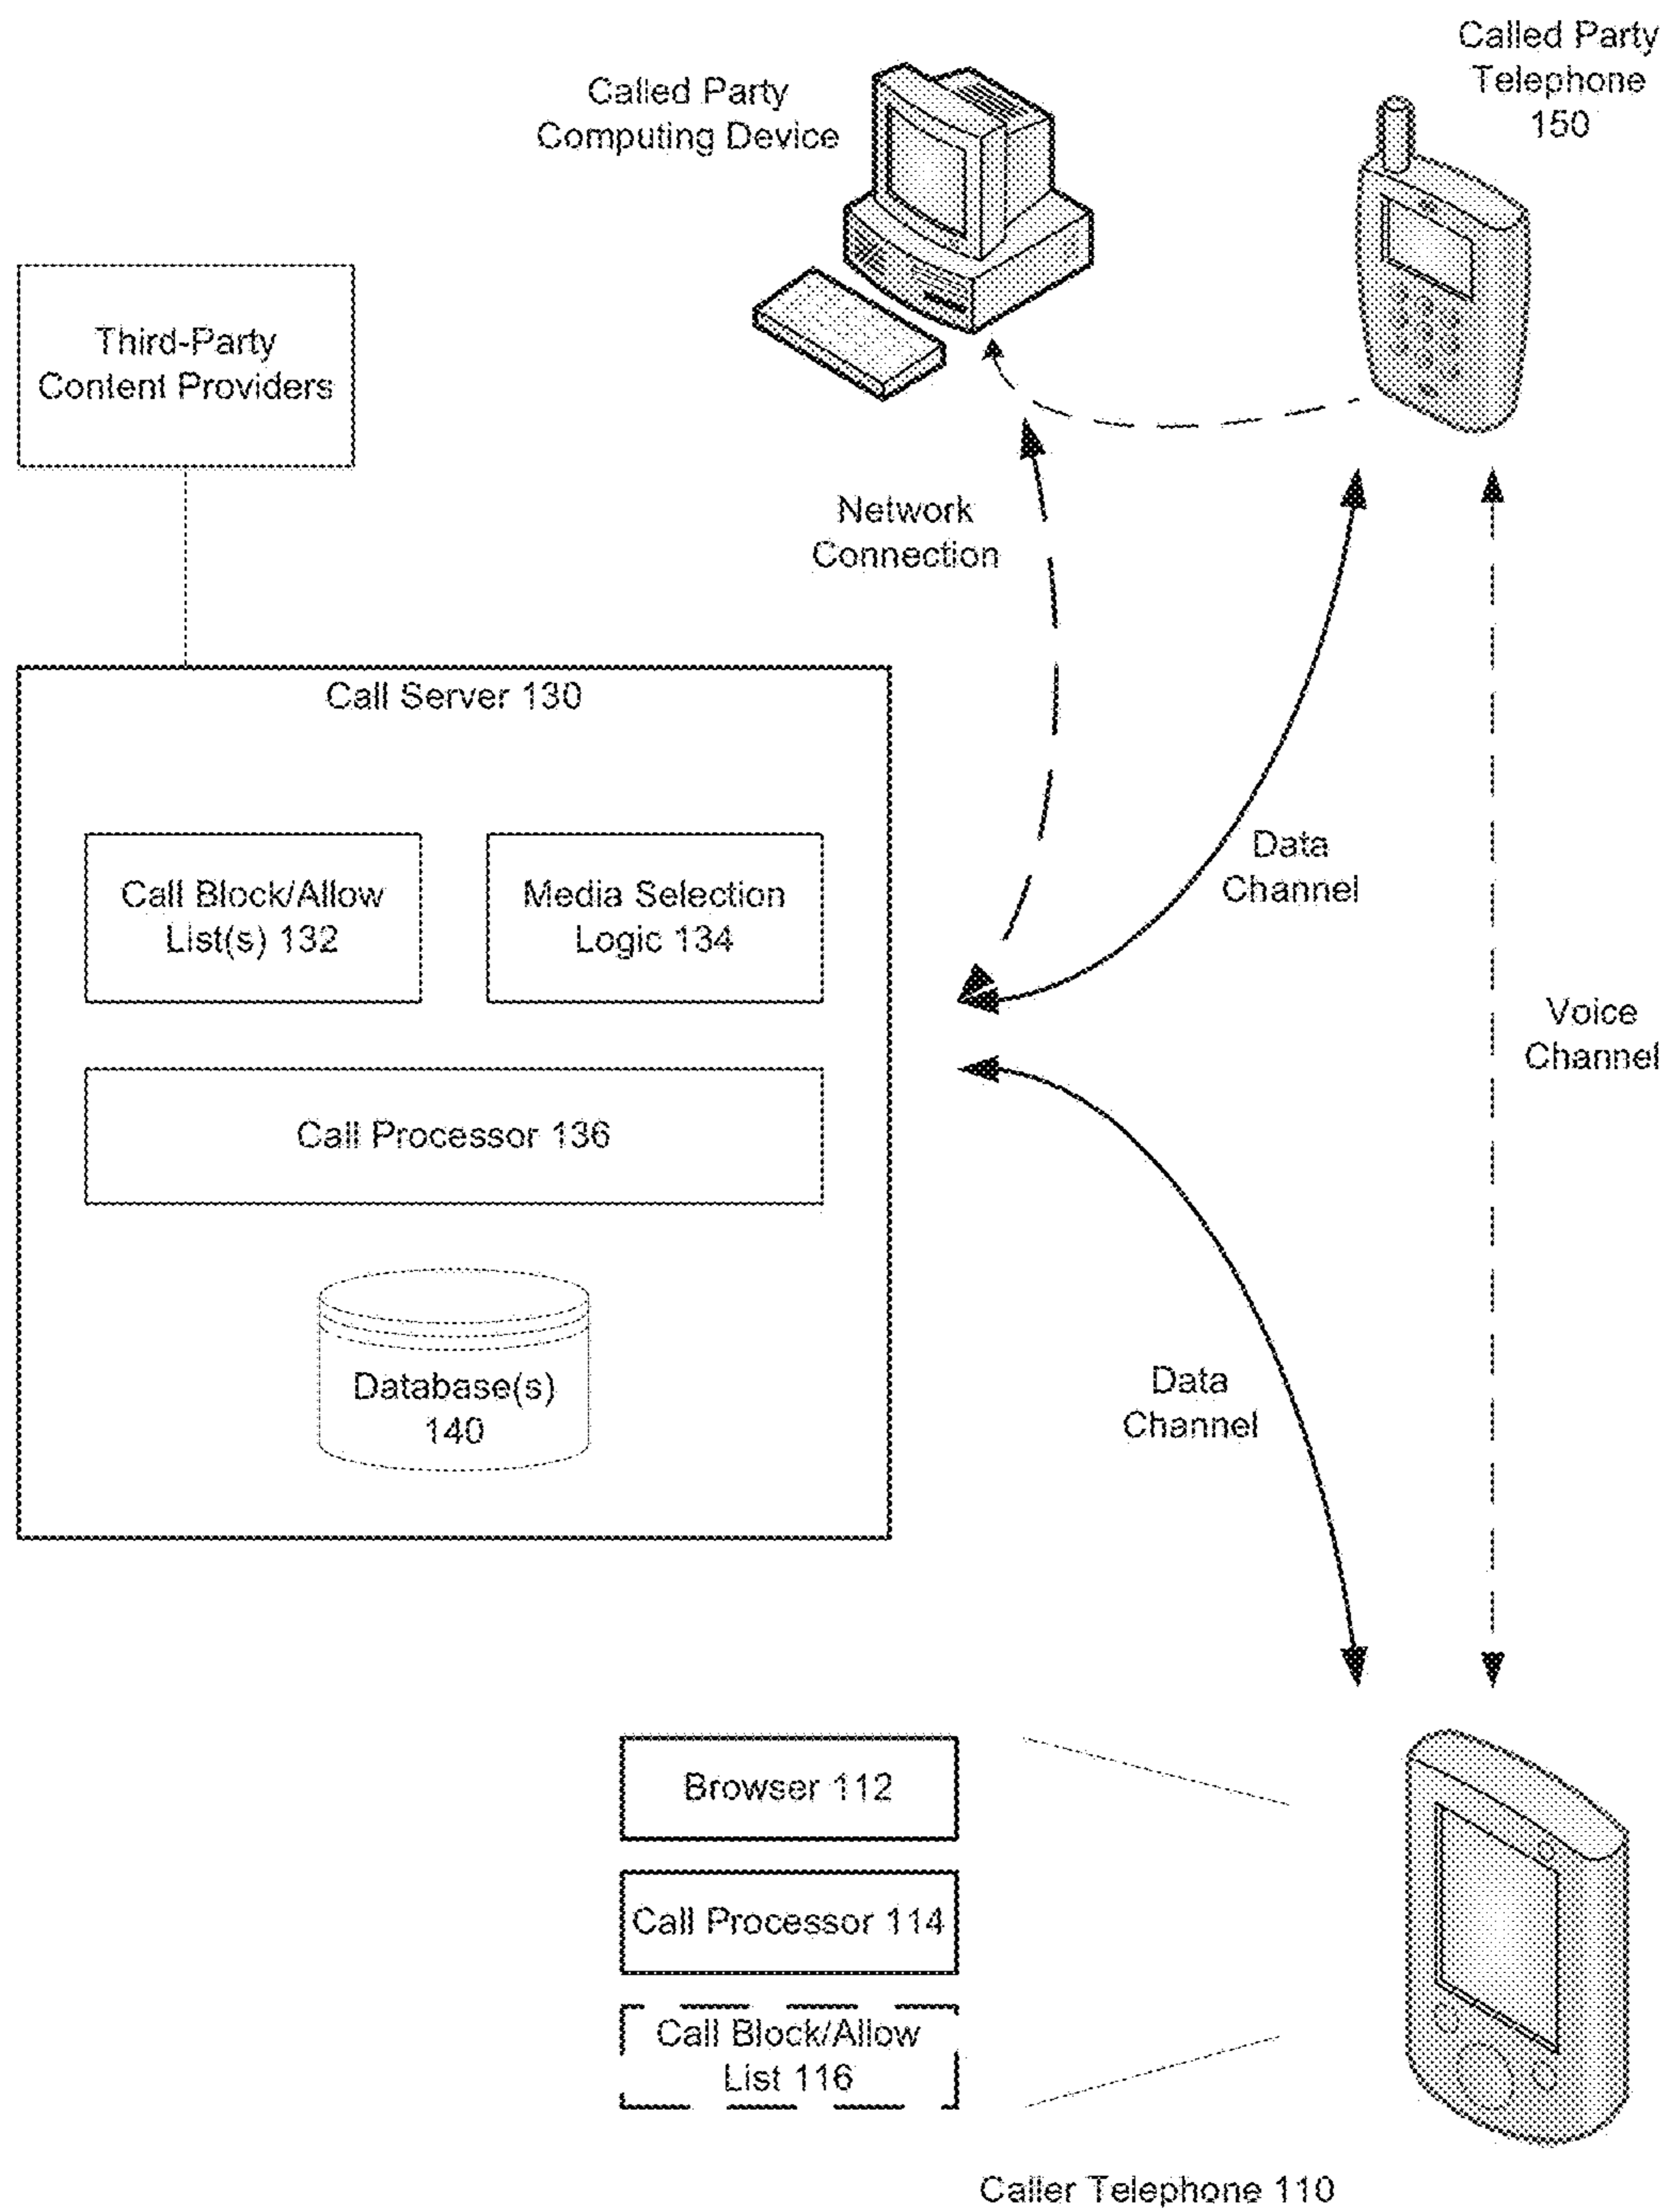 Called Party
Telephone
150
Called Party
Computing Device
Third-Party
Content Providers
Network
Connection
Call Server 130
Call Block/Allow
List(s) 132
Media Selection
Logic 134
Data
Channel
Voice
Channel
Call Processor 136
Database(s)
140
Data
Channel
Browser 112
Call Processor 114
Call Block/Allow
List 116
Caller Telephone 110